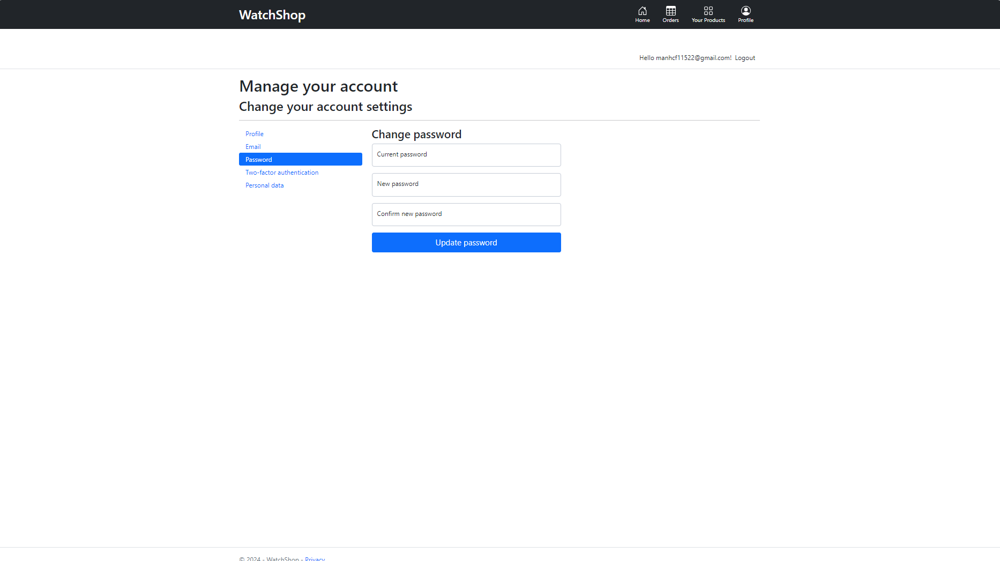 WatchShop
Home Orders Your Products Profile
Hello manhcf11522@gmail.com! Logout
Manage your account
Change your account settings
Profile
Email
Password
Two-factor authentication
Personal data
Change password
Current password
New password
Confirm new password
Update password
© 2024 - WatchShop - Privacy